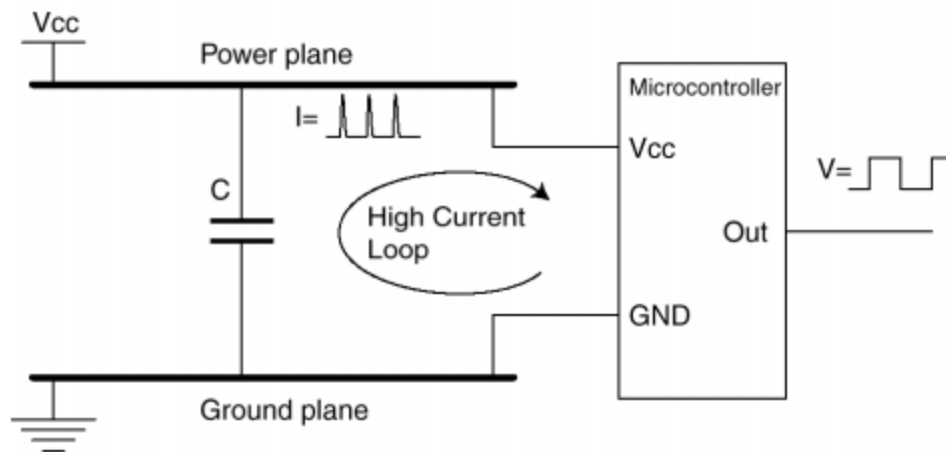 Vcc
Power plane
I=
Microcontroller
Vcc
V=
C
High Current
Loop
Out
GND
Ground plane